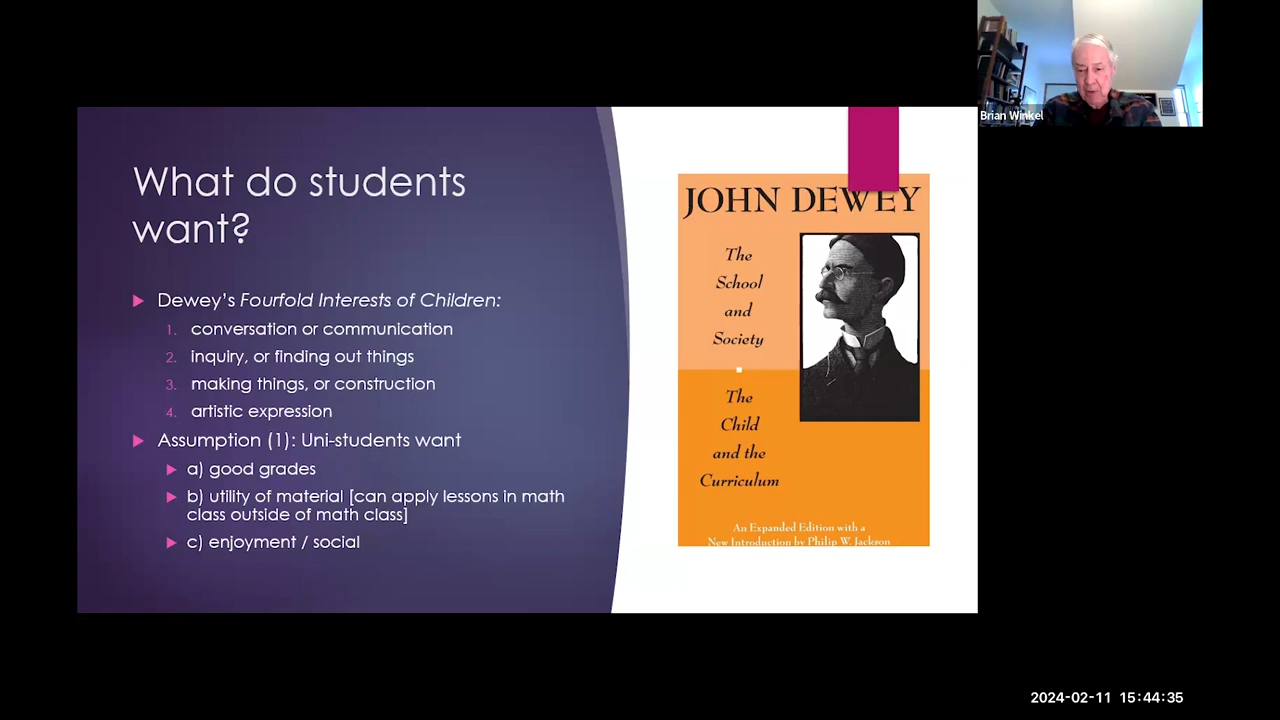 What do students
want?
Dewey's Fourfold Interests of Children:
1. conversation or communication
2. inquiry, or finding out things
3. making things, or construction
4. artistic expression
Assumption (1): Uni-students want
a) good grades
b) utility of material [can apply lessons in math
class outside of math class]
c) enjoyment / social
JOHN DEWEY
The
School
and
Society
The
Child
and the
Curriculum
An Expanded Edition with a
New Introduction by Philip W. Jackson
Brian Winkel
2024-02-11 15:44:35